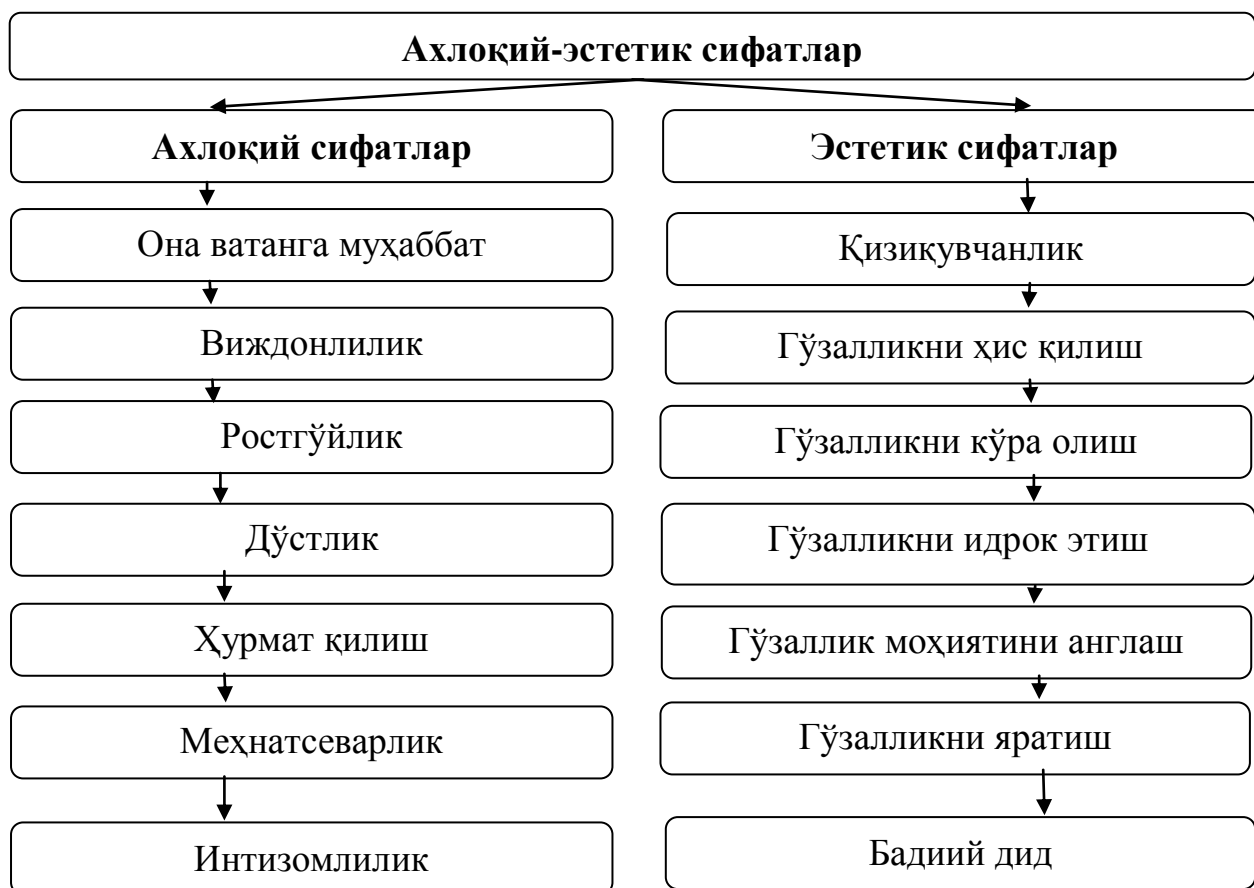 Ахлоқий-эстетик сифатлар
Ахлоқий сифатлар
Она ватанга муҳаббат
Виждонлилик
Ростгўйлик
Дўстлик
Ҳурмат қилиш
Меҳнатсеварлик
Интизомлилик
Эстетик сифатлар
Қизиқувчанлик
Гўзалликни ҳис қилиш
Гўзалликни кўра олиш
Гўзалликни идрок этиш
Гўзаллик моҳиятини англаш
Гўзалликни яратиш
Бадиий дид